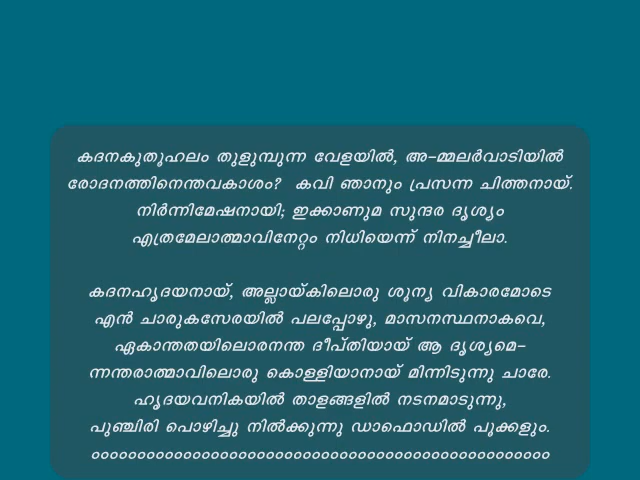 കദനകുതൂഹലം തുളുമ്പുന്ന വേളയിൽ, അ–മ്മലർവാടിയിൽ
രോദനത്തിനെന്തവകാശം? കവി ഞാനും പ്രസന്ന ചിത്തനായ്.
നിർന്നിമേഷനായി; ഇക്കാണുമ സുന്ദര ദൃശ്യം
എത്രമേലാത്മാവിനേറ്റം നിധിയെന്ന് നിനച്ചീലാ.
കദനഹൃദയനായ്, അല്ലായ്കിലൊരു ശൂന്യ വികാരമോടെ
എൻ ചാരുകസേരയിൽ പലപ്പോഴു, മാസനസ്ഥനാകവെ,
ഏകാന്തതയിലൊരനന്ത ദീപ്തിയായ് ആ ദൃശ്യമെ–
ന്നന്തരാത്മാവിലൊരു കൊള്ളിയാനായ് മിന്നിടുന്നു ചാരേ.
ഹൃദയവനികയിൽ താളങ്ങളിൽ നടനമാടുന്നു,
പുഞ്ചിരി പൊഴിച്ചു നിൽക്കുന്നു ഡാഫൊഡിൽ പൂക്കളും.
ഠഠഠഠഠഠഠഠഠഠഠഠഠഠഠഠഠഠഠഠഠഠഠഠഠഠഠഠഠഠഠഠഠഠഠഠഠഠഠഠഠഠഠഠഠഠഠഠഠഠ